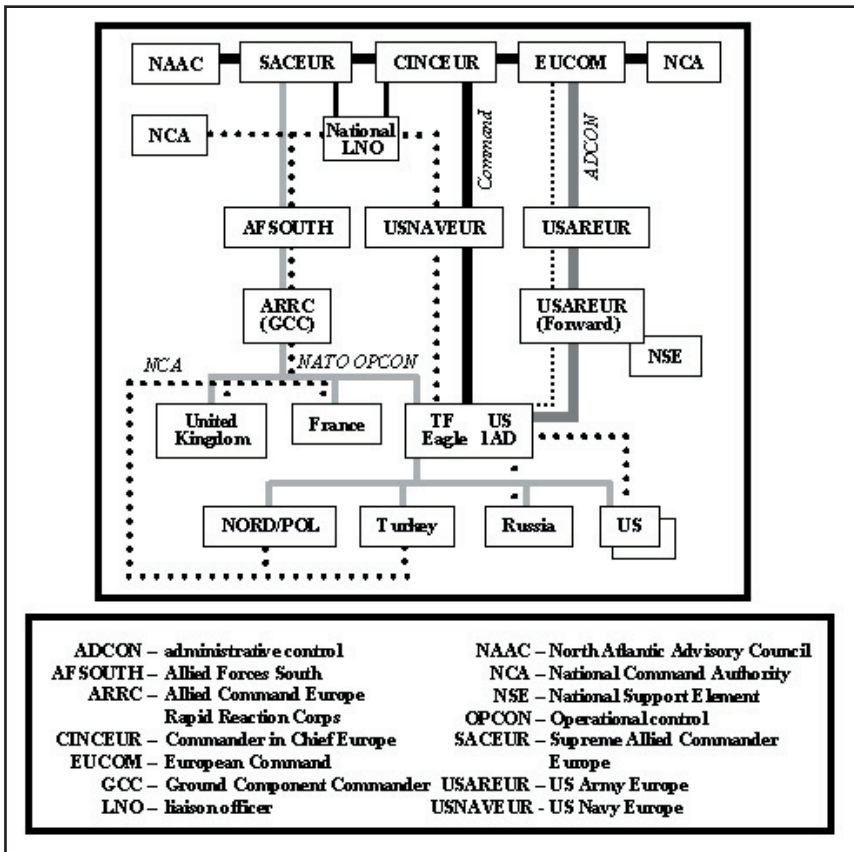 NAAC
SACEUR
CINCEUR
EUCOM
NCA
NCA
National
LNO
Command
ADCON
AFSOUTH
USNAVEUR
USAREUR
ARRC
(GCC)
USAREUR
(Forward)
NSE
NCA
NATO OPCON
United
Kingdom
France
TF US
Eagle 1AD
NORD/POL
Turkey
Russia
US
ADCON – administrative control
AFSOUTH – Allied Forces South
ARRC – Allied Command Europe
Rapid Reaction Corps
CINCEUR – Commander in Chief Europe
EUCOM – European Command
GCC – Ground Component Commander
LNO – liaison officer
NAAC – North Atlantic Advisory Council
NCA – National Command Authority
NSE – National Support Element
OPCON – Operational control
SACEUR – Supreme Allied Commander
Europe
USAREUR – US Army Europe
USNAVEUR - US Navy Europe